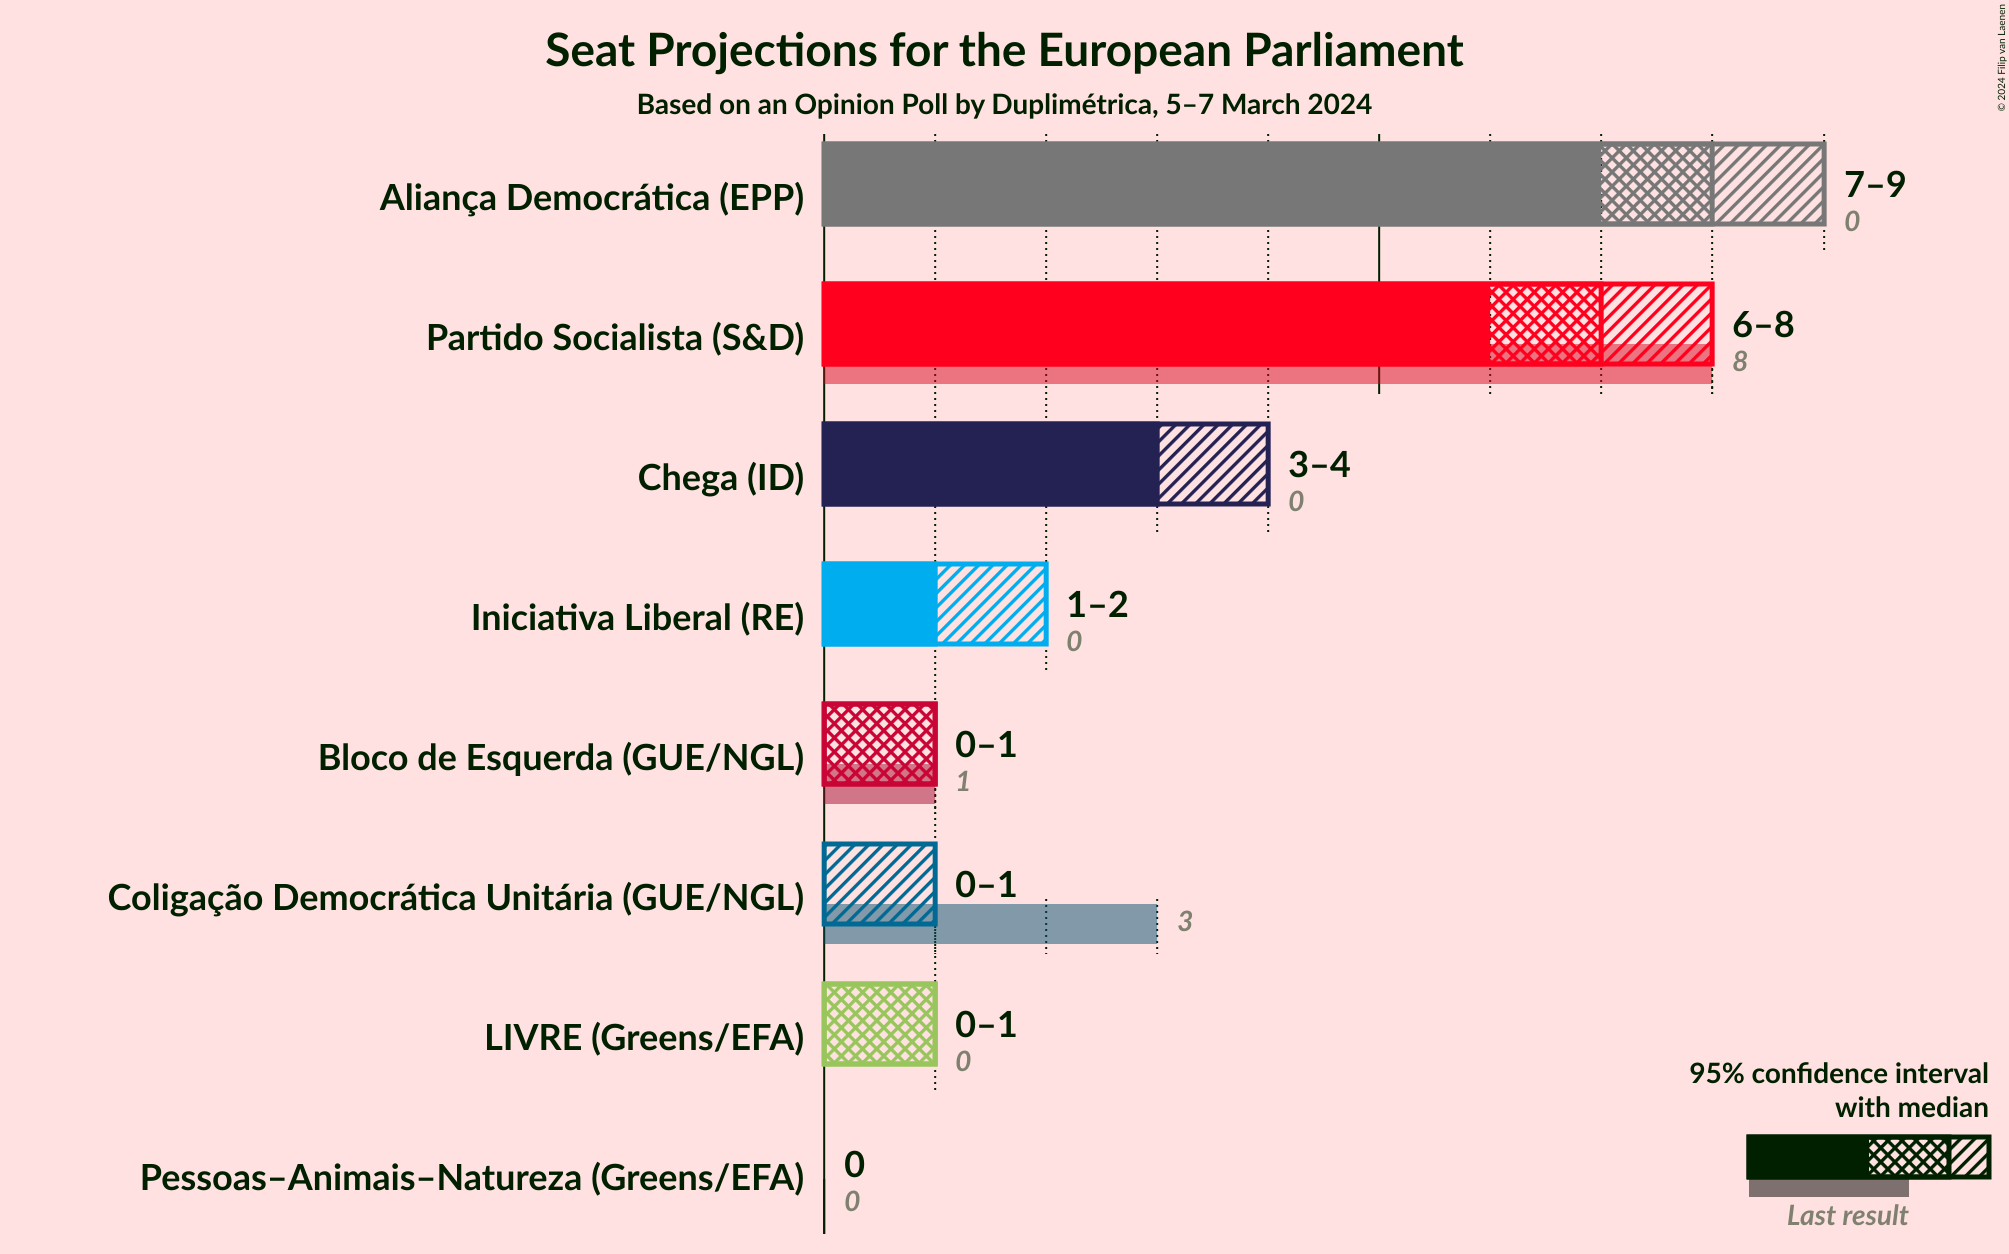 Seat Projections for the European Parliament
Based on an Opinion Poll by Duplimétrica, 5–7 March 2024
© 2024 Filip van Laenen
Aliança Democrática (EPP)
7–9
0
Partido Socialista (S&D)
6–8
8
Chega (ID)
3–4
0
Iniciativa Liberal (RE)
1–2
0
Bloco de Esquerda (GUE/NGL)
0–1
1
Coligação Democrática Unitária (GUE/NGL)
0–1
3
LIVRE (Greens/EFA)
0–1
0
Pessoas–Animais–Natureza (Greens/EFA)
0
0
95% confidence interval
with median
Last result